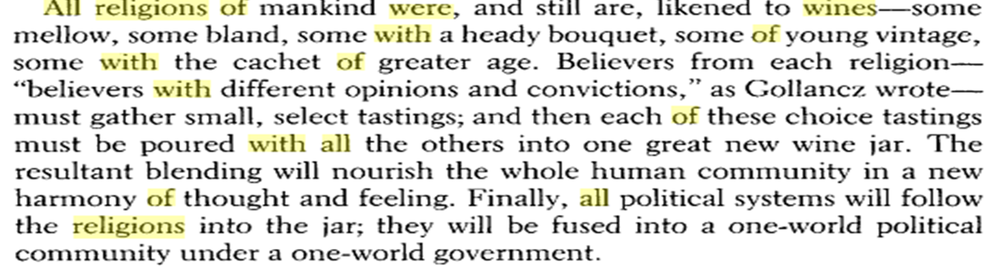 All religions of mankind were, and still are, likened to wines—some
mellow, some bland, some with a heady bouquet, some of young vintage,
some with the cachet of greater age. Believers from each religion—
“believers with different opinions and convictions,” as Gollancz wrote—
must gather small, select tastings; and then each of these choice tastings
must be poured with all the others into one great new wine jar. The
resultant blending will nourish the whole human community in a new
harmony of thought and feeling. Finally, all political systems will follow
the religions into the jar; they will be fused into a one-world political
community under a one-world government.